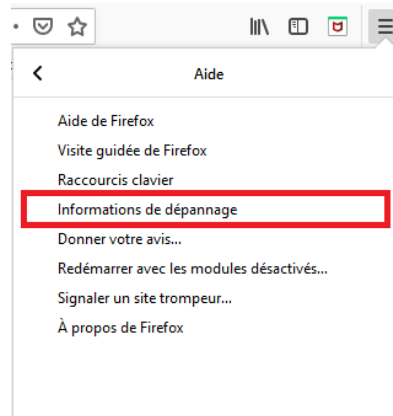 Aide
Aide de Firefox
Visite guidée de Firefox
Raccourcis clavier
Informations de dépannage
Donner votre avis...
Redémarrer avec les modules désactivés...
Signaler un site trompeur...
À propos de Firefox